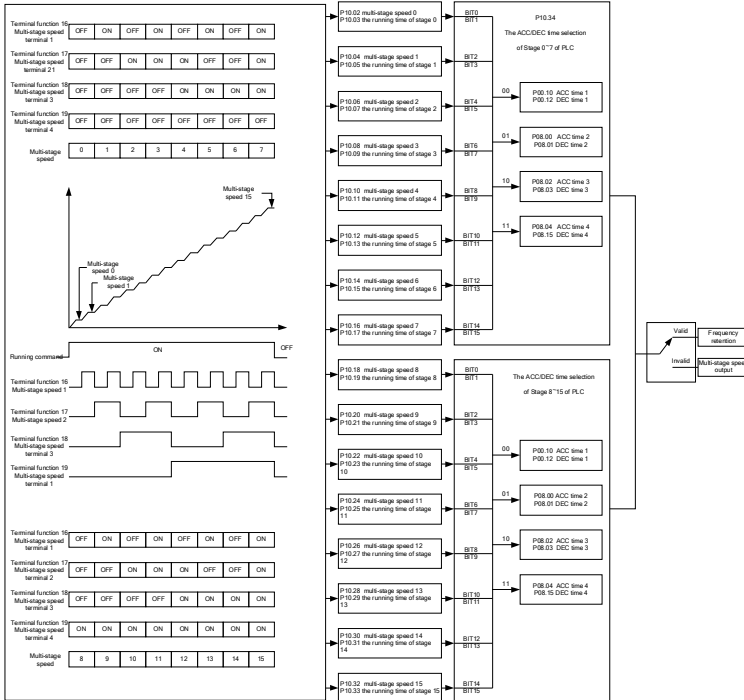 Terminal function 16
Multi-stage speed
terminal 1
OFF ON OFF ON OFF ON OFF ON
Terminal function 17
Multi-stage speed
terminal 21
OFF OFF ON ON OFF OFF ON ON
Terminal function 18
Multi-stage speed
terminal 3
OFF OFF OFF OFF ON ON ON ON
Terminal function 19
Multi-stage speed
terminal 4
OFF OFF OFF OFF OFF OFF OFF OFF
Multi-stage
speed
0 1 2 3 4 5 6 7
Multi-stage
speed 15
Multi-stage
speed 0
Multi-stage
speed 1
Running command
ON
OFF
Terminal function 16
Multi-stage speed 1
Terminal function 17
Multi-stage speed 2
Terminal function 18
Multi-stage speed
terminal 3
Terminal function 19
Multi-stage speed
terminal 1
Terminal function 16
Multi-stage speed
terminal 1
OFF ON OFF ON OFF ON OFF ON
Terminal function 17
Multi-stage speed
terminal 2
OFF OFF ON ON OFF OFF ON ON
Terminal function 18
Multi-stage speed
terminal 3
OFF OFF OFF OFF ON ON ON ON
Terminal function 19
Multi-stage speed
terminal 4
ON ON ON ON ON ON ON ON
Multi-stage
speed
8 9 10 11 12 13 14 15
P10.02 multi-stage speed 0
P10.03 the running time of stage 0
P10.04 multi-stage speed 1
P10.05 the running time of stage 1
P10.06 multi-stage speed 2
P10.07 the running time of stage 2
P10.08 multi-stage speed 3
P10.09 the running time of stage 3
P10.10 multi-stage speed 4
P10.11 the running time of stage 4
P10.12 multi-stage speed 5
P10.13 the running time of stage 5
P10.14 multi-stage speed 6
P10.15 the running time of stage 6
P10.16 multi-stage speed 7
P10.17 the running time of stage 7
P10.18 multi-stage speed 8
P10.19 the running time of stage 8
P10.20 multi-stage speed 9
P10.21 the running time of stage 9
P10.22 multi-stage speed 10
P10.23 the running time of stage
10
P10.24 multi-stage speed 11
P10.25 the running time of stage
11
P10.26 multi-stage speed 12
P10.27 the running time of stage
12
P10.28 multi-stage speed 13
P10.29 the running time of stage
13
P10.30 multi-stage speed 14
P10.31 the running time of stage
14
P10.32 multi-stage speed 15
P10.33 the running time of stage 15
BIT0
BIT1
BIT2
BIT3
BIT4
BIT5
BIT6
BIT7
BIT8
BIT9
BIT10
BIT11
BIT12
BIT13
BIT14
BIT15
P10.34
The ACC/DEC time selection
of Stage 0~7 of PLC
00
P00.10 ACC time 1
P00.12 DEC time 1
01
P08.00 ACC time 2
P08.01 DEC time 2
10
P08.02 ACC time 3
P08.03 DEC time 3
11
P08.04 ACC time 4
P08.15 DEC time 4
BIT0
BIT1
BIT2
BIT3
BIT4
BIT5
BIT6
BIT7
BIT8
BIT9
BIT10
BIT11
BIT12
BIT13
BIT14
BIT15
The ACC/DEC time selection
of Stage 8~15 of PLC
00
P00.10 ACC time 1
P00.12 DEC time 1
01
P08.00 ACC time 2
P08.01 DEC time 2
10
P08.02 ACC time 3
P08.03 DEC time 3
11
P08.04 ACC time 4
P08.15 DEC time 4
Valid
Invalid
Frequency
retention
Multi-stage speed
output